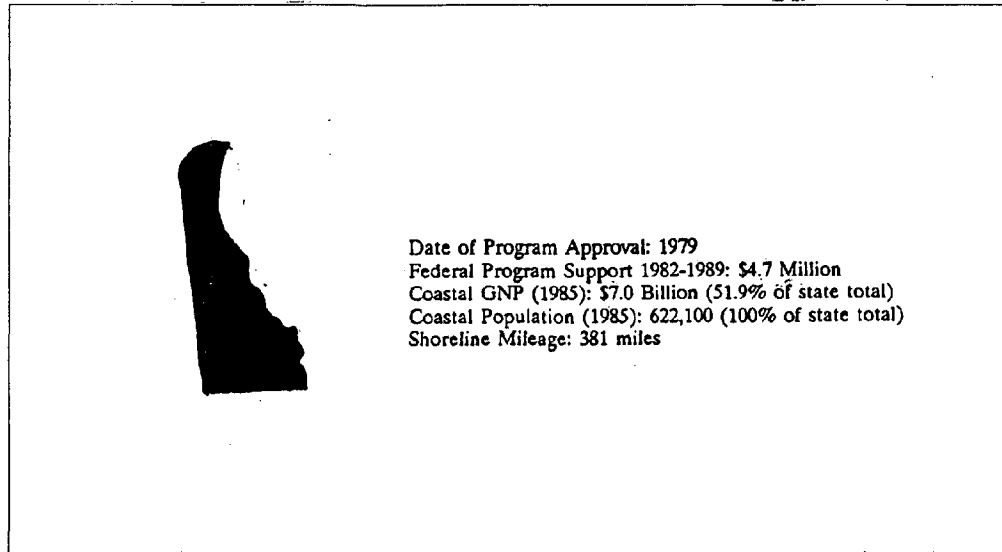 Date of Program Approval: 1979
Federal Program Support 1982-1989: $4.7 Million
Coastal GNP (1985): $7.0 Billion (51.9% of state total)
Coastal Population (1985): 622,100 (100% of state total)
Shoreline Mileage: 381 miles